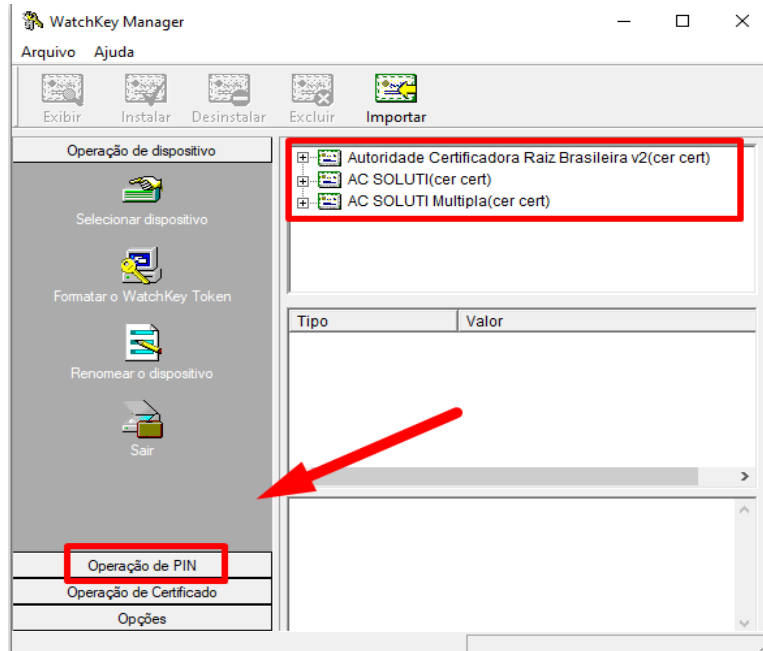 WatchKey Manager
Arquivo Ajuda
Exibir Instalar Desinstalar Excluir Importar
Operação de dispositivo
Selecionar dispositivo
Formatar o WatchKey Token
Renomear o dispositivo
Sair
Operação de PIN
Operação de Certificado
Opções
Autoridade Certificadora Raiz Brasileira v2(cer cert)
AC SOLUTI(cer cert)
AC SOLUTI Multipla(cer cert)
Tipo Valor